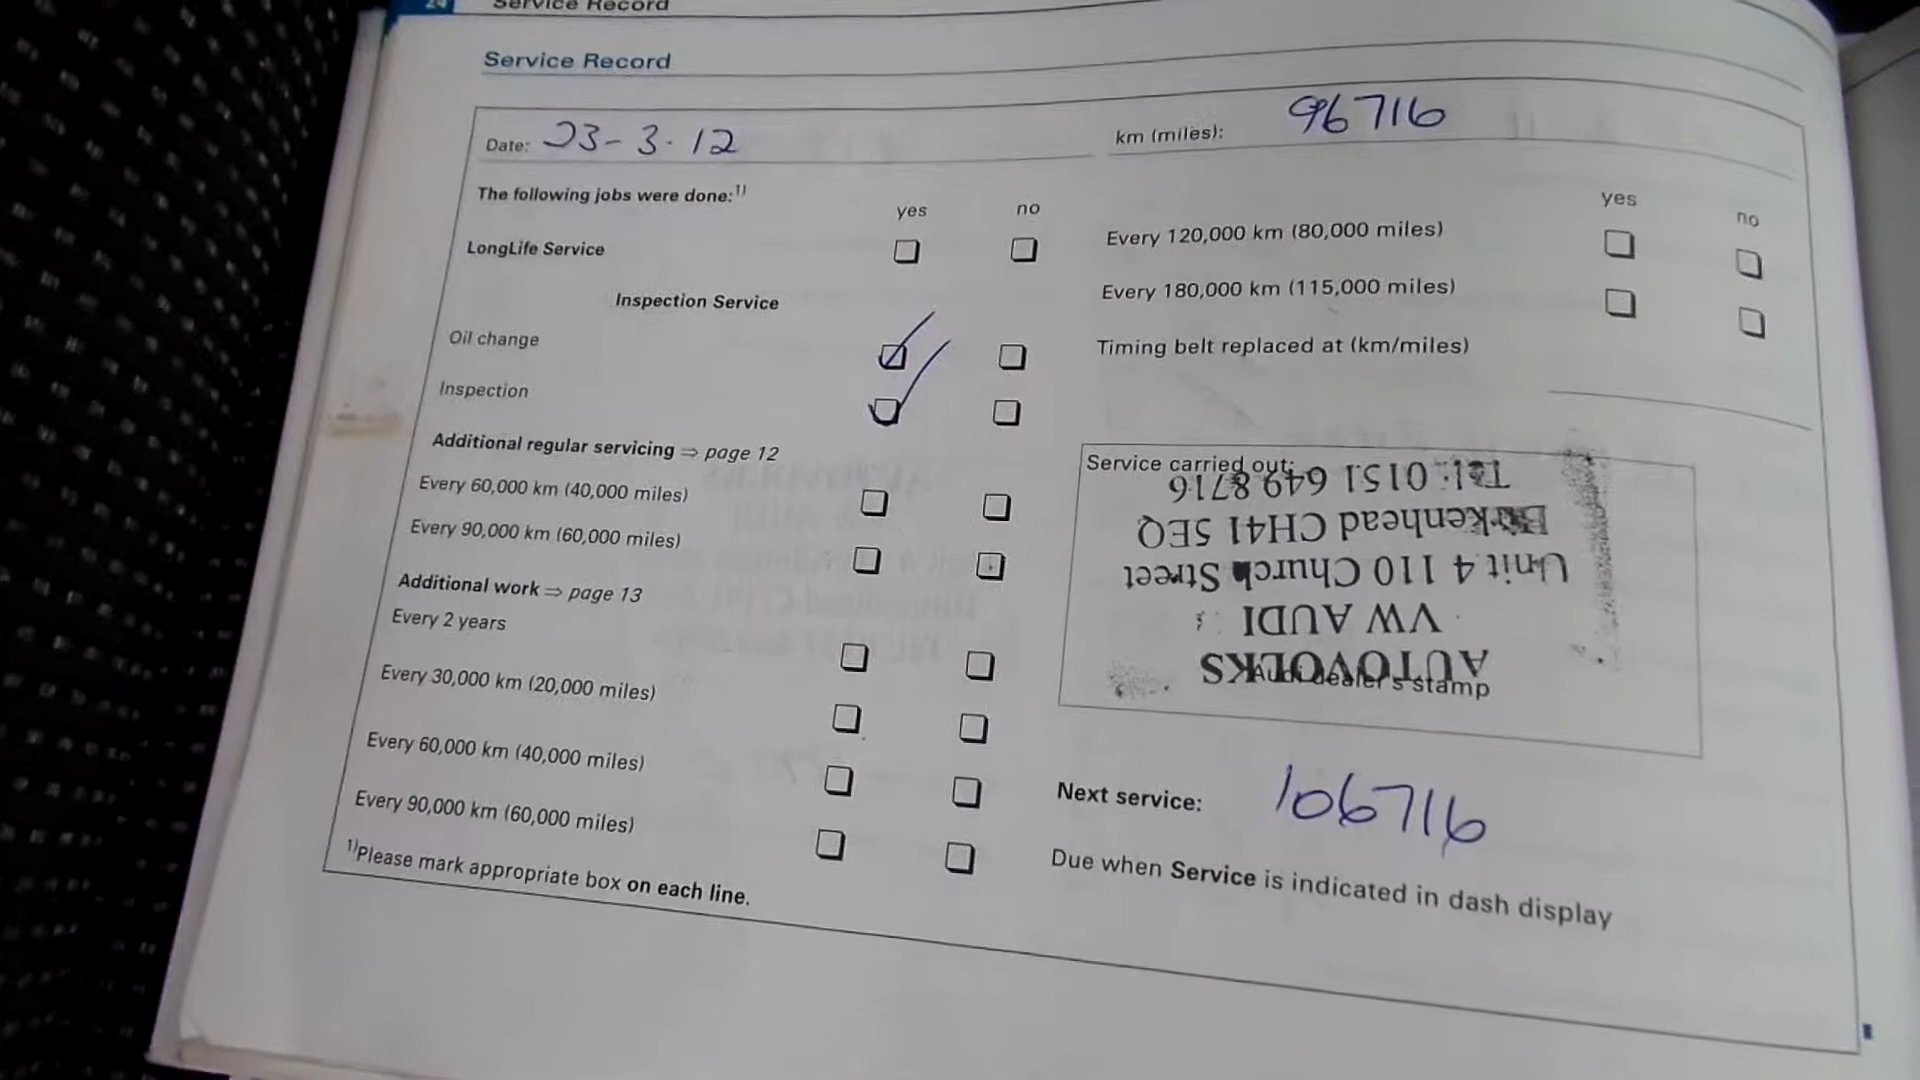 Service Record
Service Record
Date: 23-3-12
km (miles): 96716
The following jobs were done:1)
yes no
LongLife Service
Inspection Service
Oil change
Inspection
Additional regular servicing ⇒ page 12
Every 60,000 km (40,000 miles)
Every 90,000 km (60,000 miles)
Additional work ⇒ page 13
Every 2 years
Every 30,000 km (20,000 miles)
Every 60,000 km (40,000 miles)
Every 90,000 km (60,000 miles)
1)Please mark appropriate box on each line.
yes no
Every 120,000 km (80,000 miles)
Every 180,000 km (115,000 miles)
Timing belt replaced at (km/miles)
Service carried out:
AUTOVOLKS
VW AUDI
Unit 4 110 Church Street
Birkenhead CH41 5EQ
Tel: 0151 649 8716
Audi dealer's stamp
Next service: 106716
Due when Service is indicated in dash display